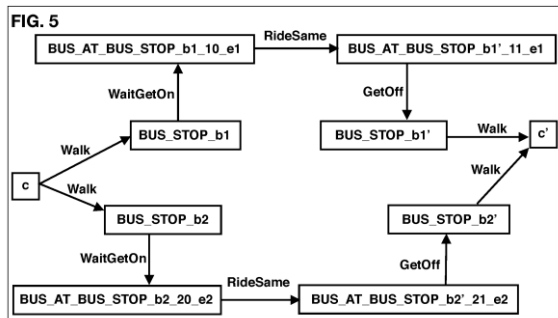 FIG. 5
RideSame
BUS_AT_BUS_STOP_b1_10_e1
BUS_AT_BUS_STOP_b1'_11_e1
WaitGetOn
GetOff
BUS_STOP_b1
BUS_STOP_b1'
Walk
c'
Walk
Walk
c
Walk
BUS_STOP_b2
BUS_STOP_b2'
WaitGetOn
GetOff
RideSame
BUS_AT_BUS_STOP_b2_20_e2
BUS_AT_BUS_STOP_b2'_21_e2